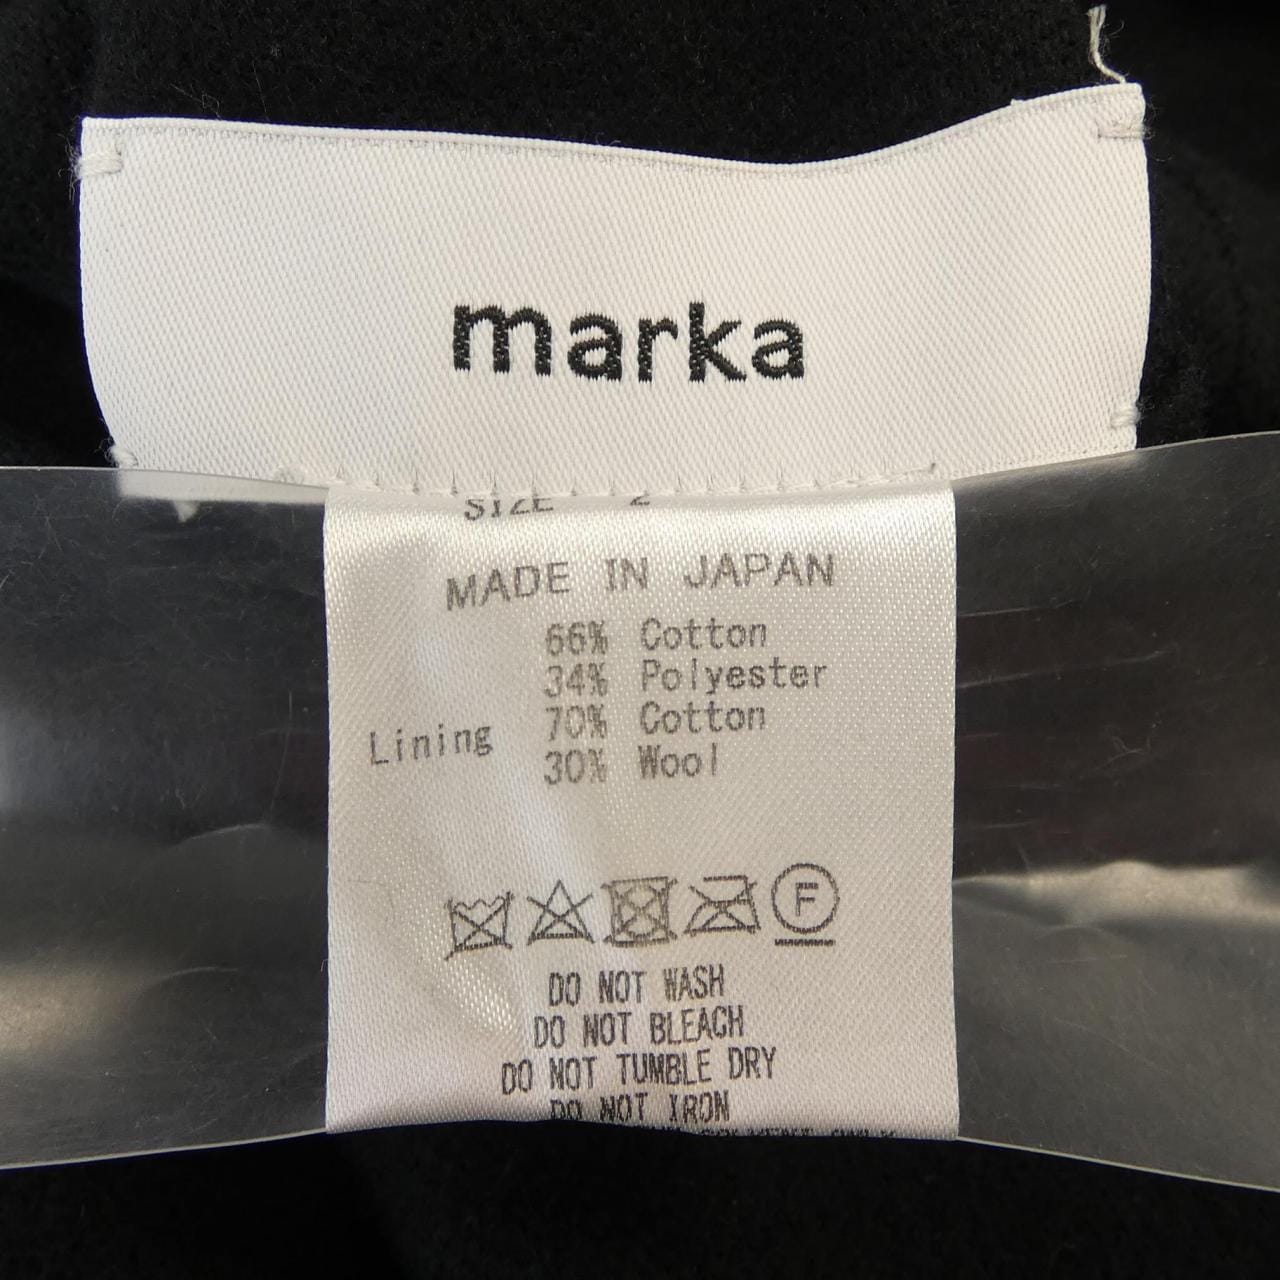 marka
SIZE 2
MADE IN JAPAN
66% Cotton
34% Polyester
Lining 70% Cotton
30% Wool
F
DO NOT WASH
DO NOT BLEACH
DO NOT TUMBLE DRY
DO NOT IRON